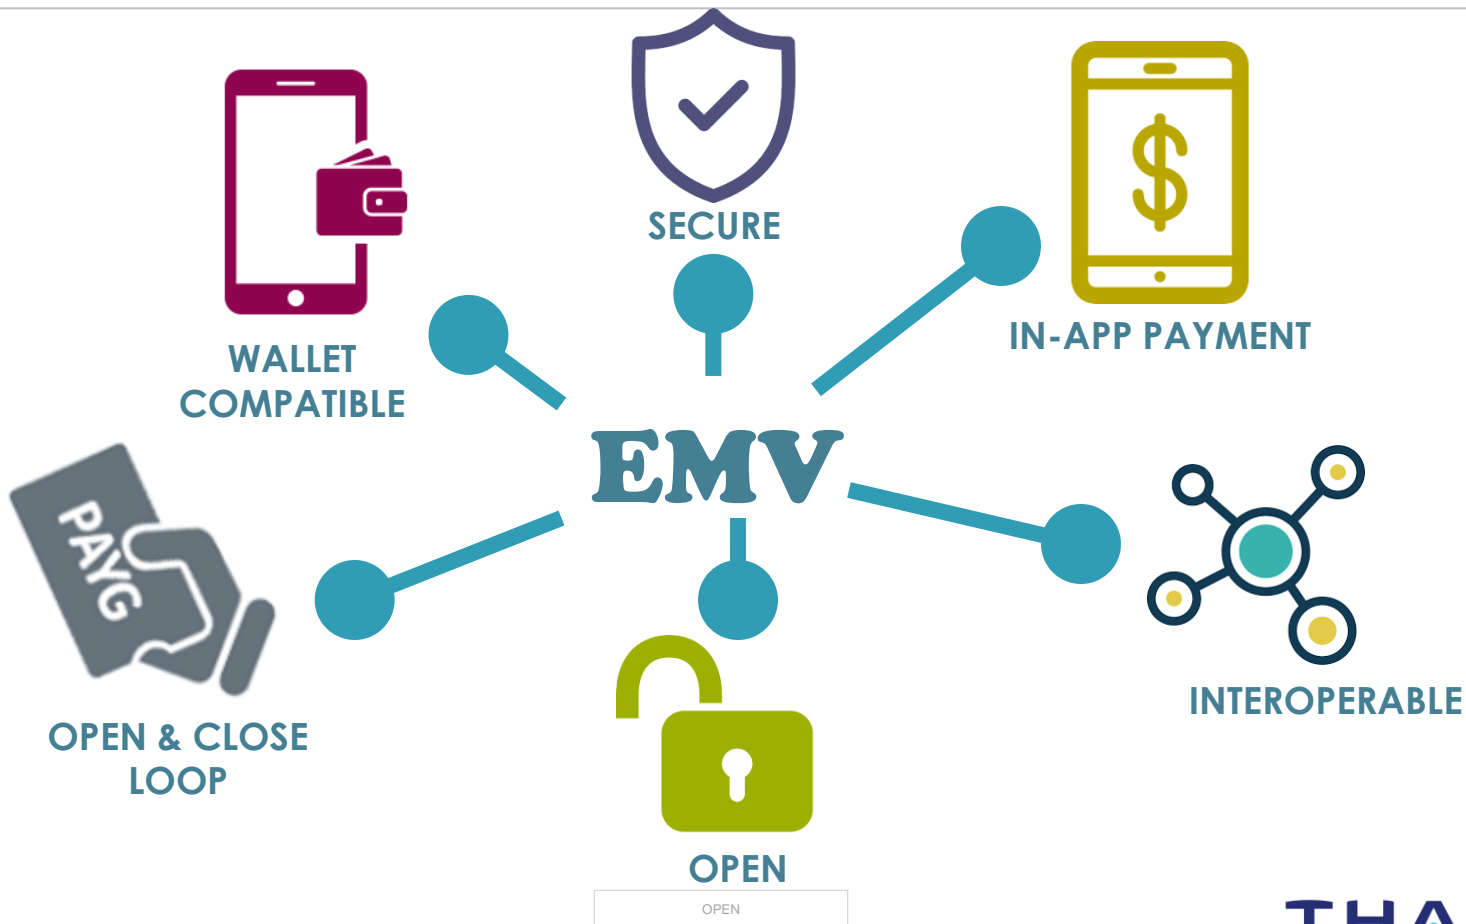 SECURE
IN-APP PAYMENT
WALLET
COMPATIBLE
EMV
PAYG
INTEROPERABLE
OPEN & CLOSE
LOOP
OPEN
OPEN